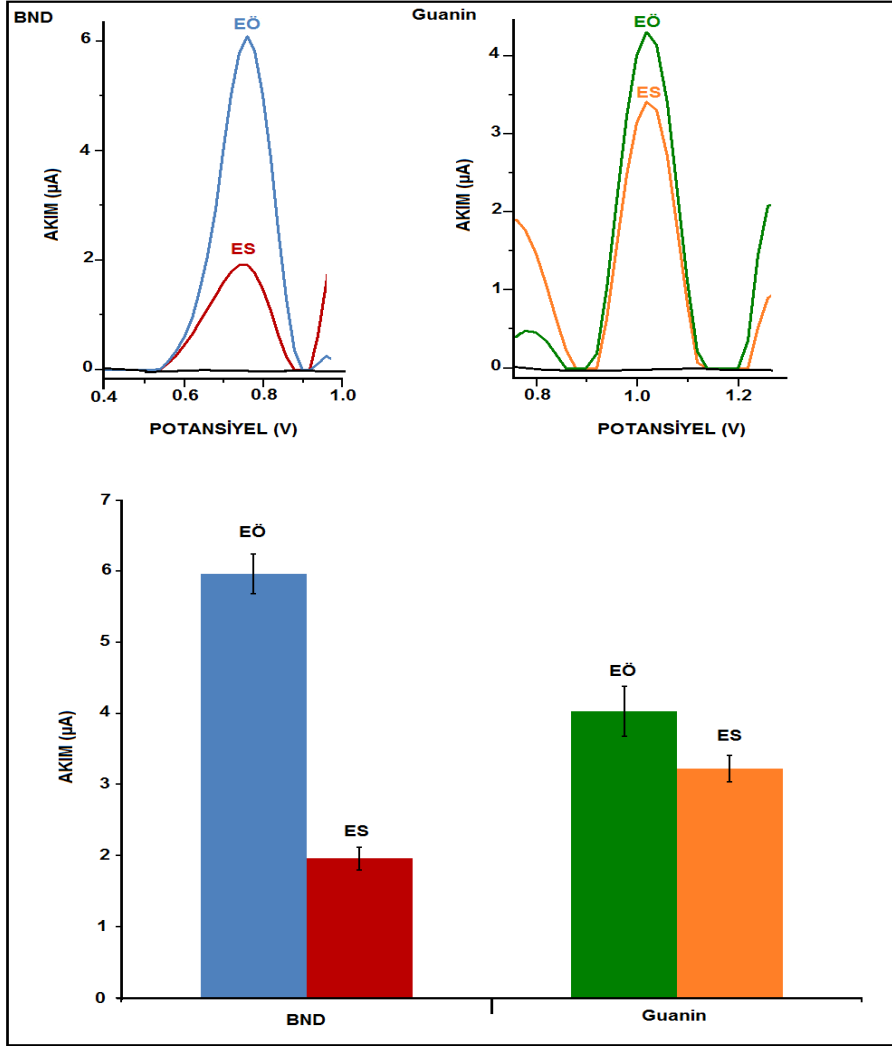 BND
EÖ
ES
AKIM (µA)
6
4
2
0
0.4
0.6
0.8
1.0
POTANSİYEL (V)
Guanin
EÖ
ES
AKIM (µA)
4
3
2
1
0
0.8
1.0
1.2
POTANSİYEL (V)
7
6
5
4
3
2
1
0
AKIM (µA)
EÖ
ES
EÖ
ES
BND
Guanin